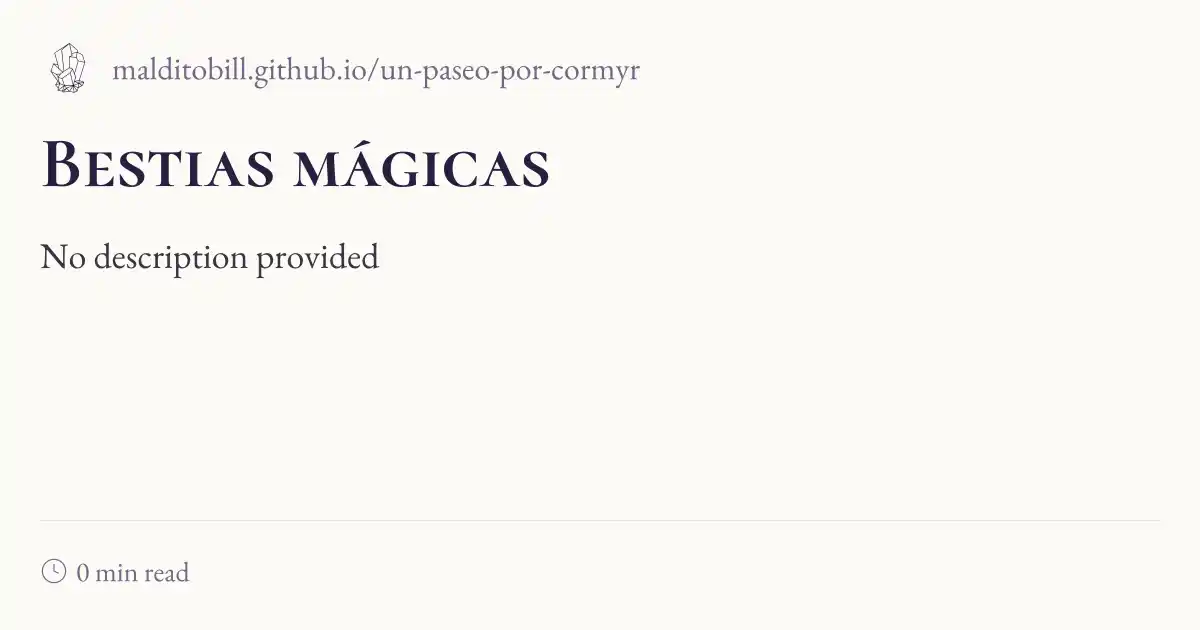 malditobill.github.io/un-paseo-por-cormyr
Bestias mágicas
No description provided
0 min read